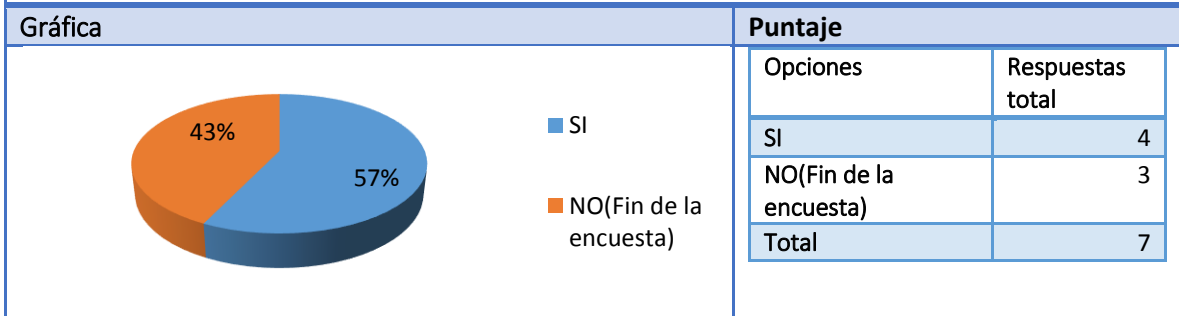 Gráfica
Puntaje
43%
57%
SI
NO(Fin de la
encuesta)
Opciones
Respuestas
total
SI
4
NO(Fin de la
encuesta)
3
Total
7